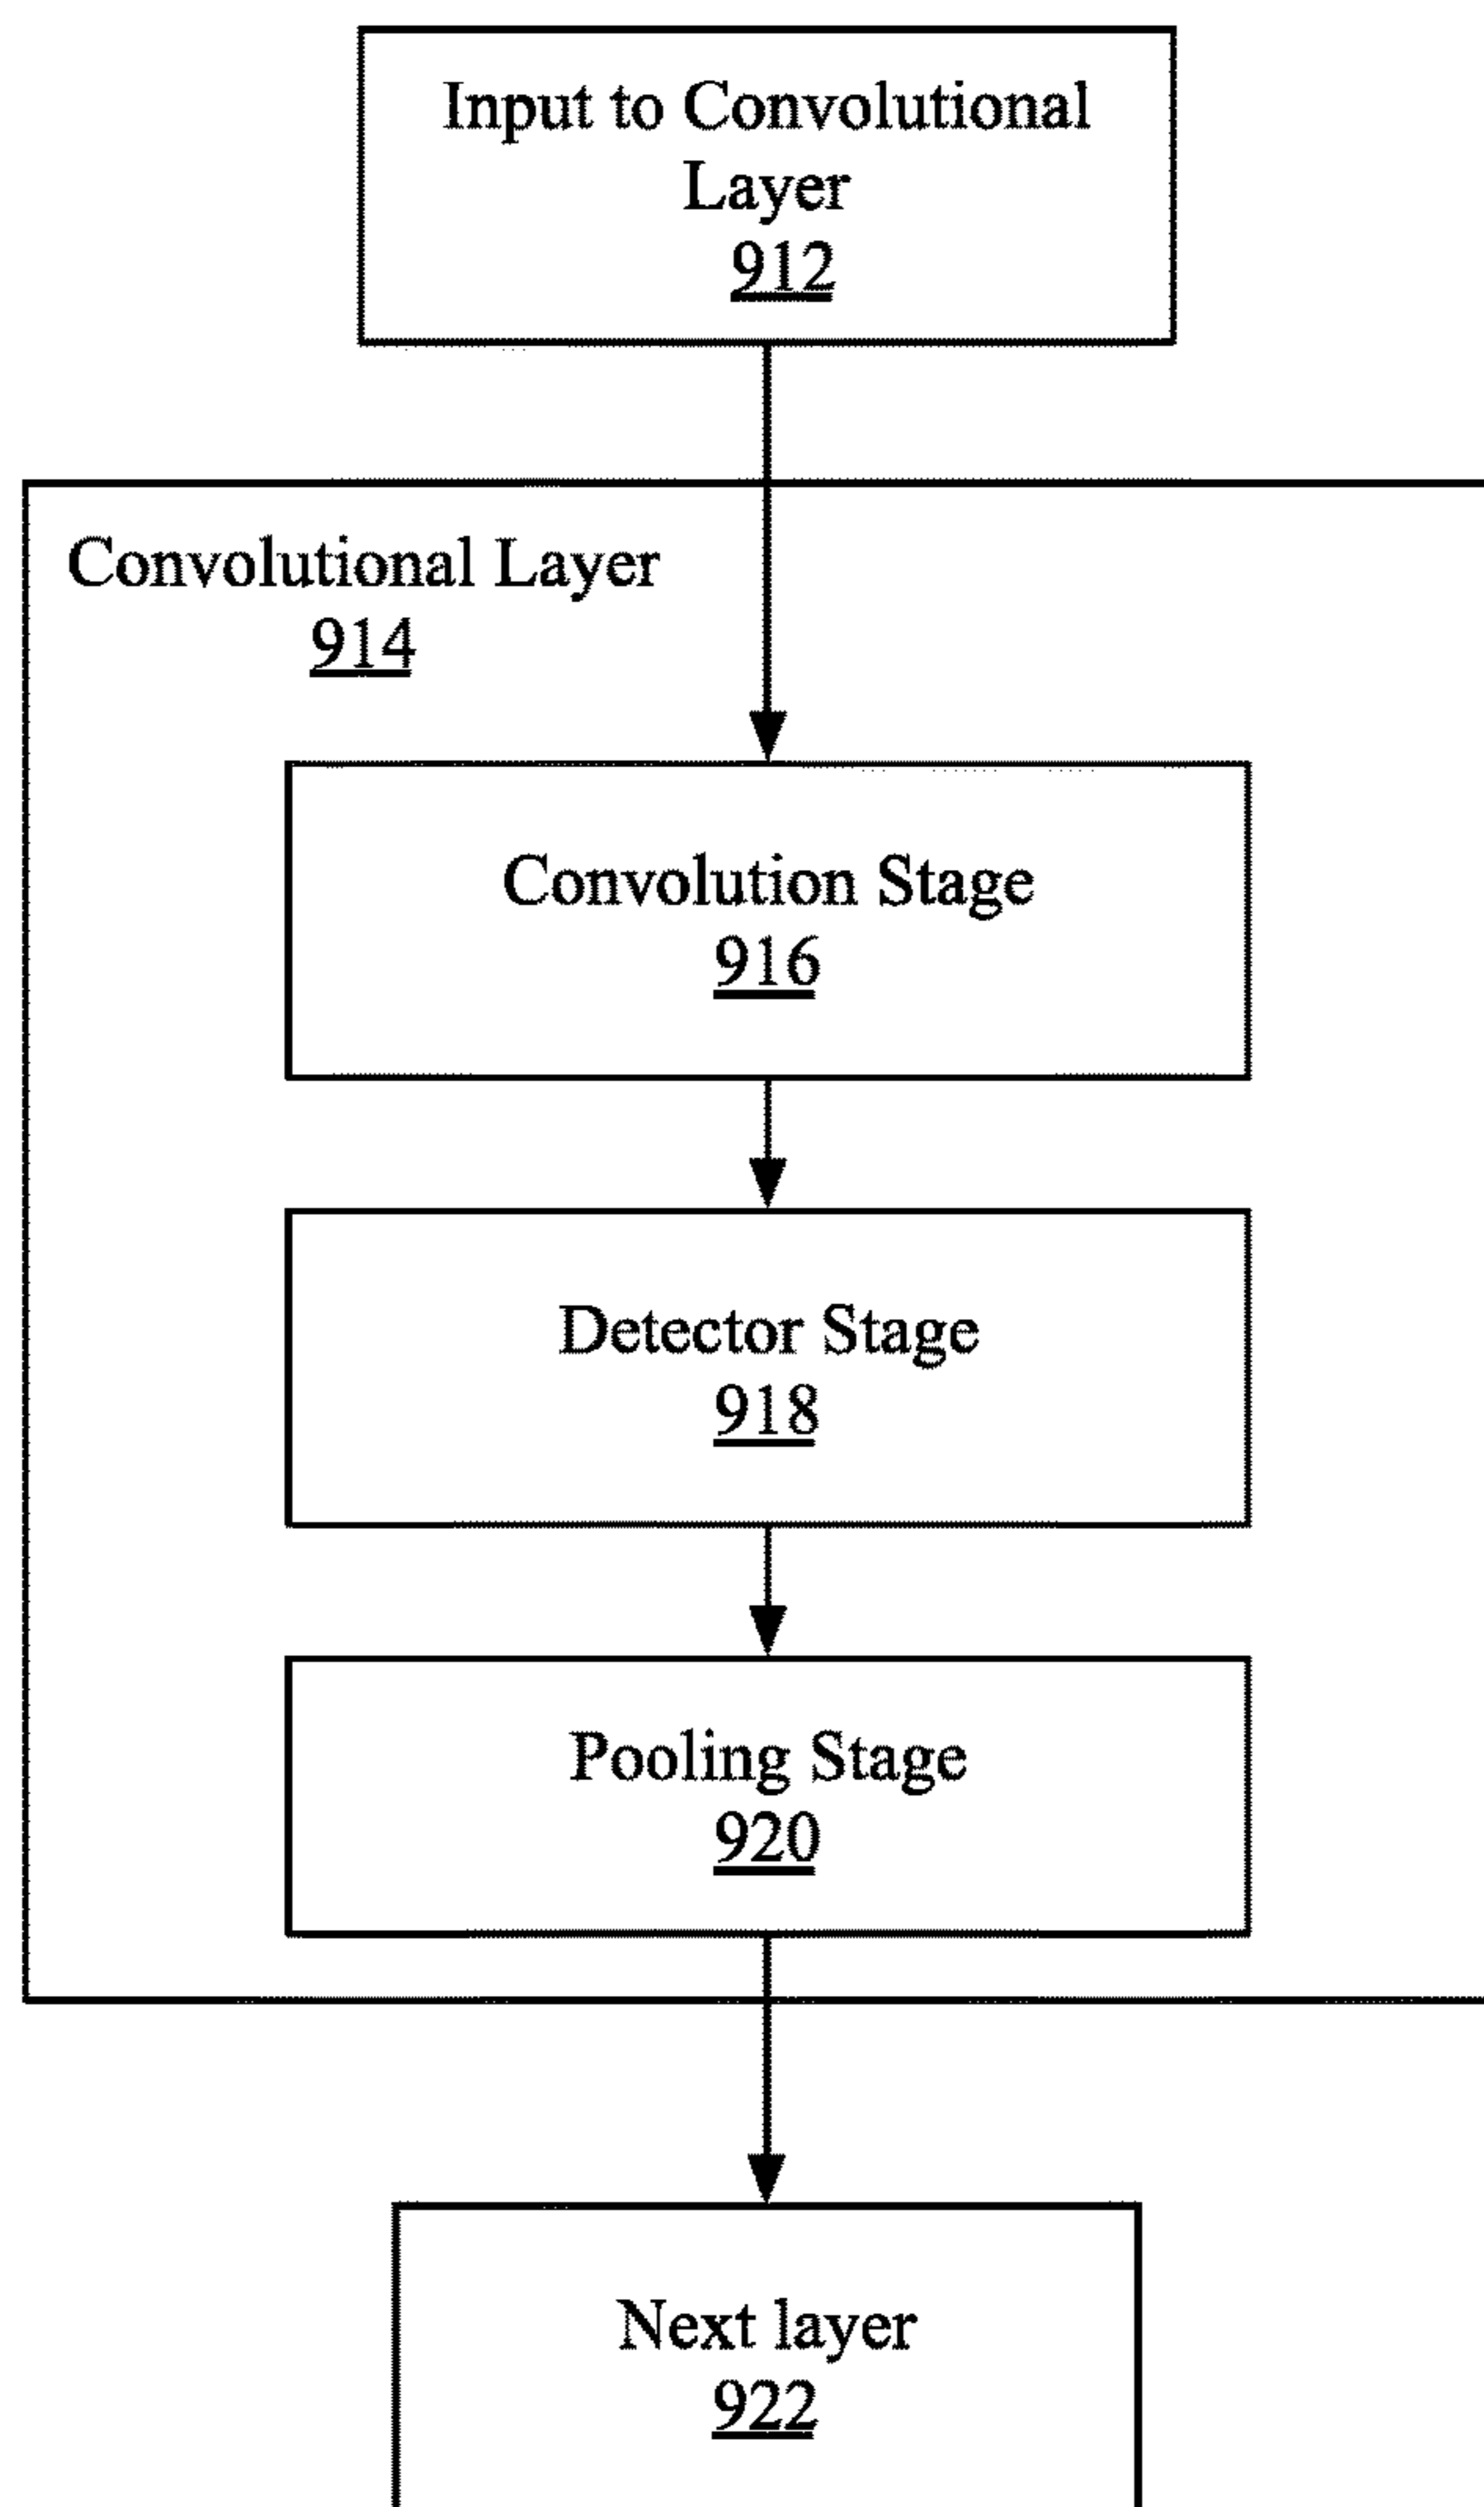 Input to Convolutional
Layer
912
Convolutional Layer
914
Convolution Stage
916
Detector Stage
918
Pooling Stage
920
Next layer
922